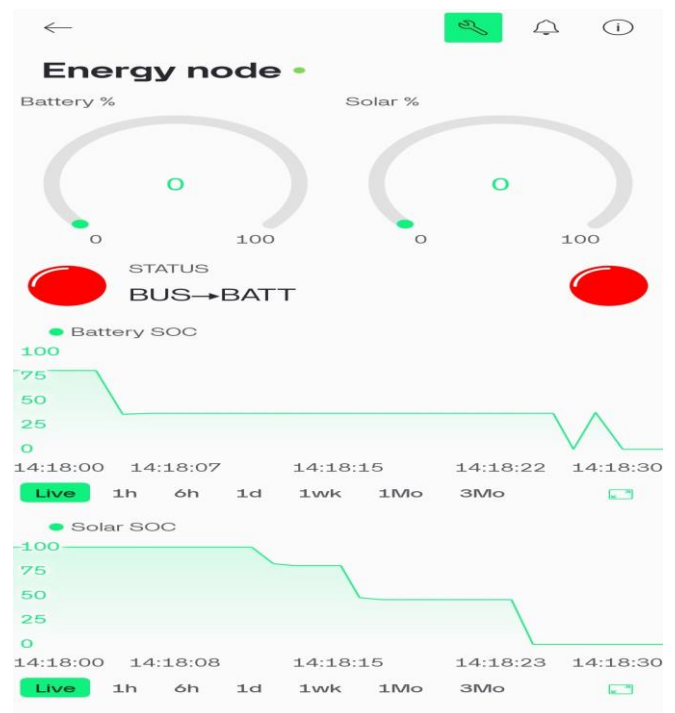 Energy node
Battery % Solar %
0 0
0 100 0 100
STATUS
BUS→BATT
Battery SOC
100
75
50
25
0
14:18:00 14:18:07 14:18:15 14:18:22 14:18:30
Live 1h 6h 1d 1wk 1Mo 3Mo
Solar SOC
100
75
50
25
0
14:18:00 14:18:08 14:18:15 14:18:23 14:18:30
Live 1h 6h 1d 1wk 1Mo 3Mo